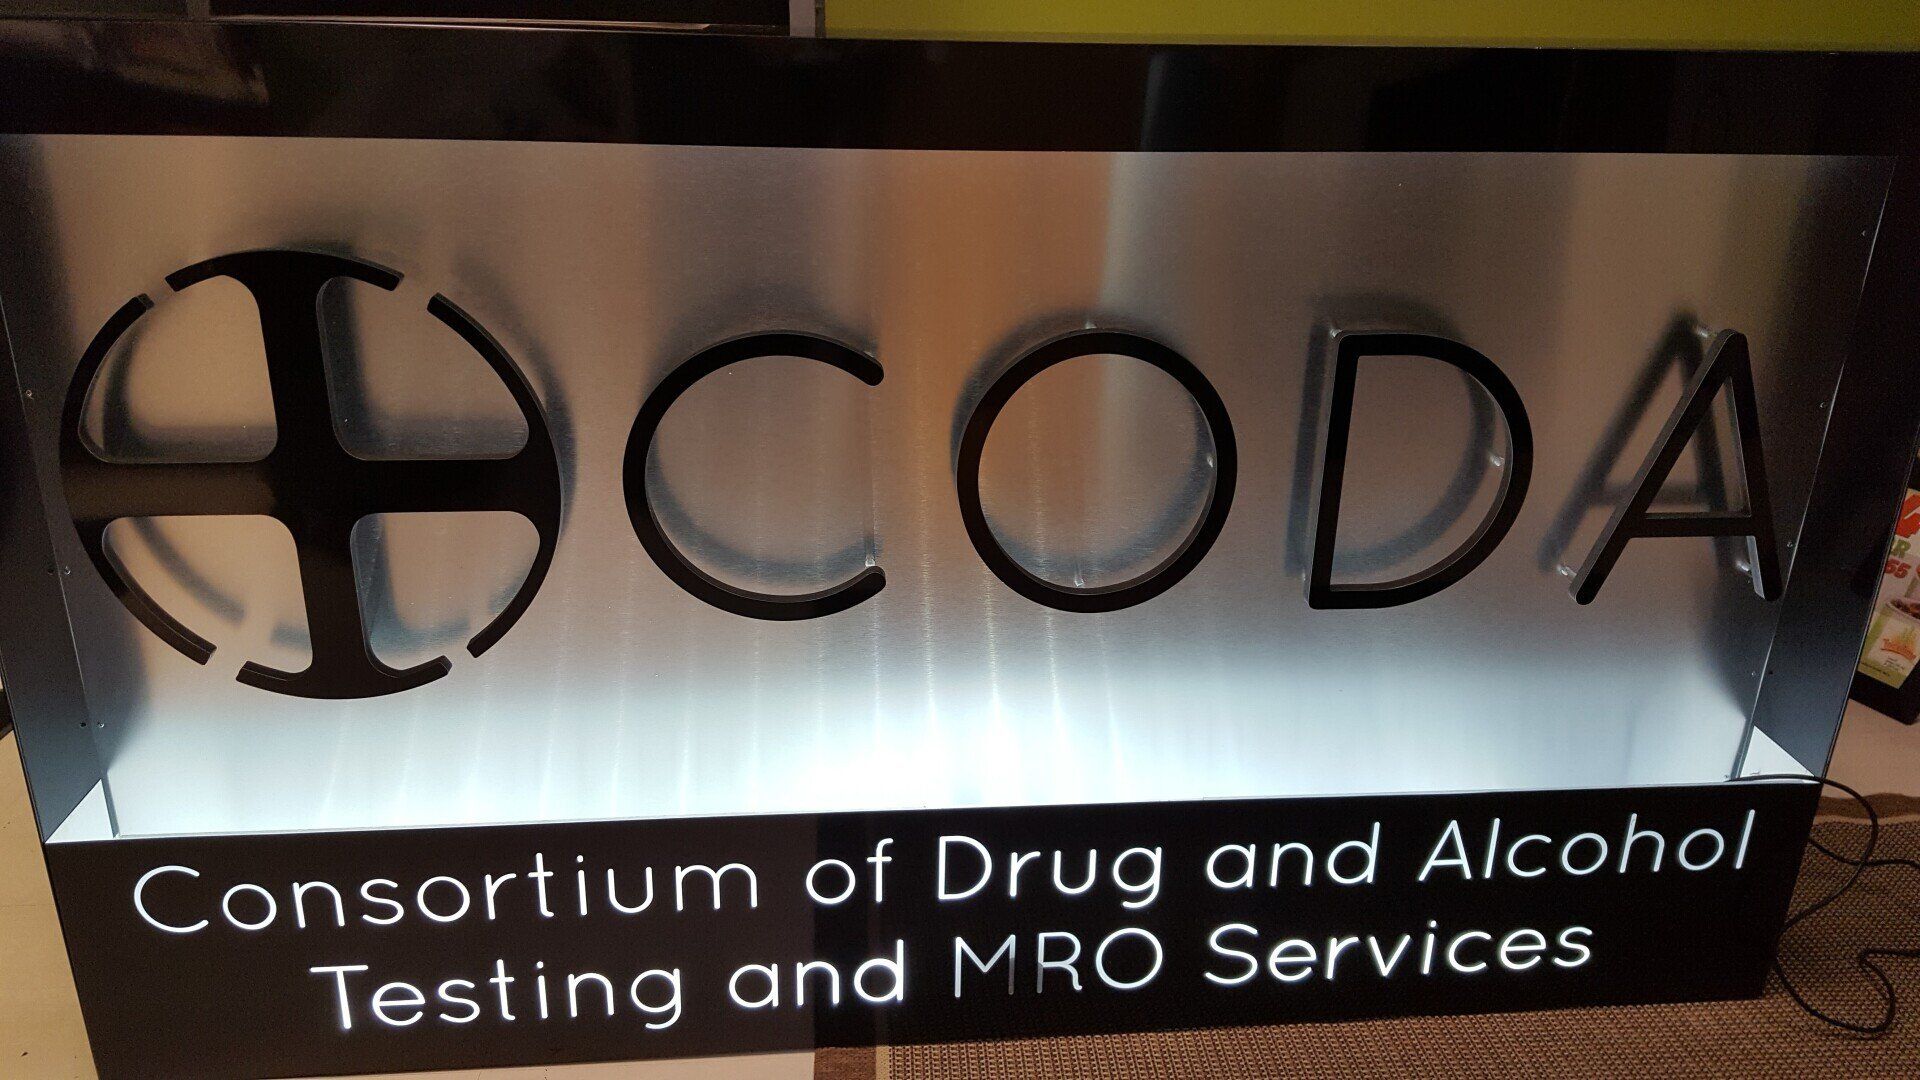 CODA
Consortium of Drug and Alcohol
Testing and MRO Services